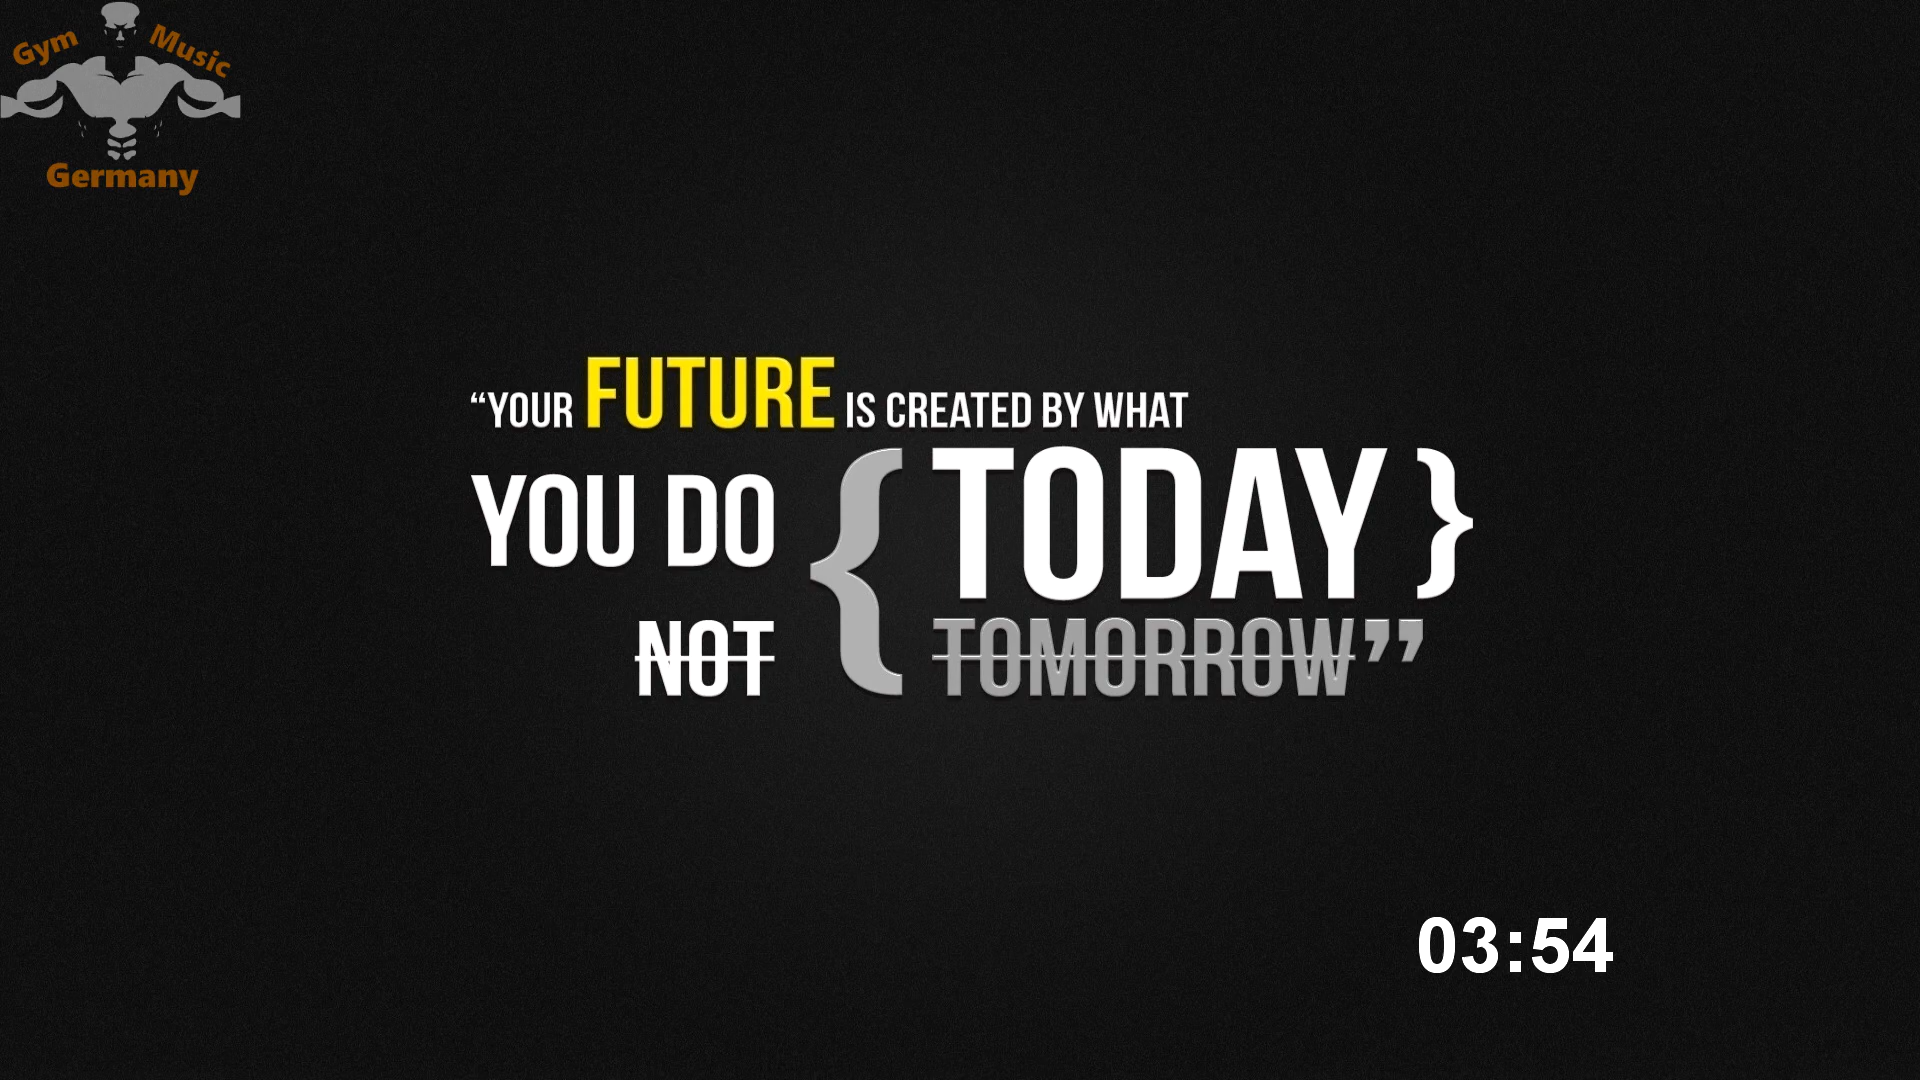 Gym Music
Germany
“YOUR FUTURE IS CREATED BY WHAT
YOU DO { TODAY }
NOT TOMORROW”
03:54